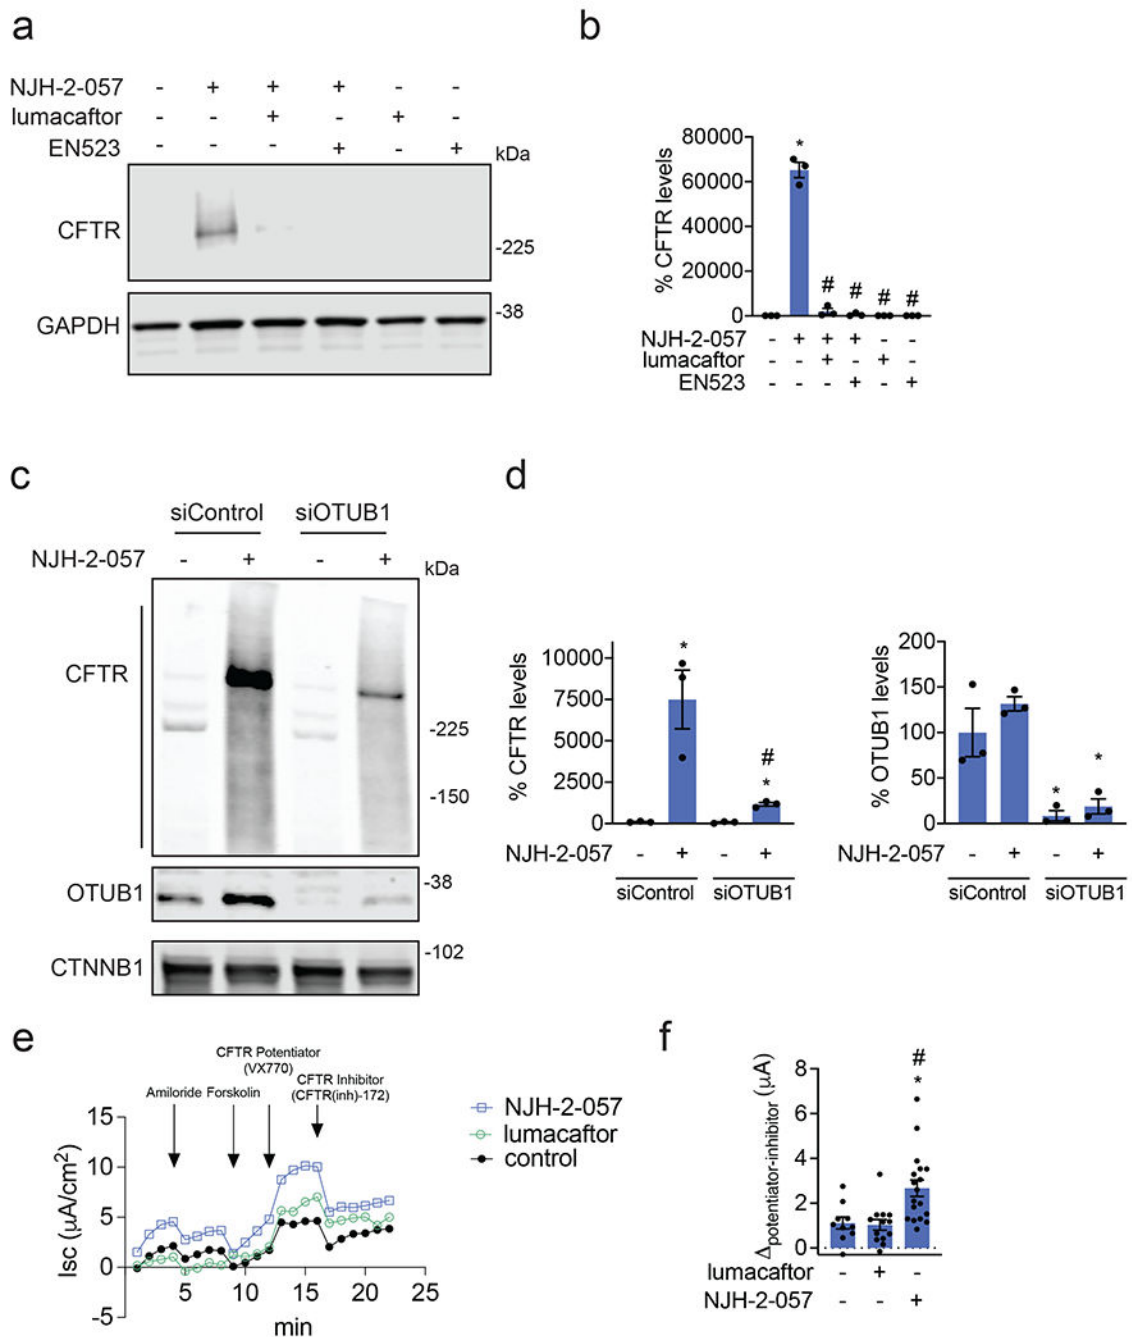 a
NJH-2-057 - + + + - -
lumacaftor - - + - + -
EN523 - - - + - +
kDa
CFTR
-225
-38
GAPDH
b
% CFTR levels
80000
60000
40000
20000
0
*
# # # #
NJH-2-057 - + + + - -
lumacaftor - - + - + -
EN523 - - - + - +
c
siControl siOTUB1
NJH-2-057 - + - +
kDa
CFTR
-225
-150
OTUB1
-38
CTNNB1
-102
d
% CFTR levels
10000
7500
5000
2500
0
*
#
*
NJH-2-057 - + - +
siControl siOTUB1
% OTUB1 levels
200
150
100
50
0
* *
NJH-2-057 - + - +
siControl siOTUB1
e
CFTR Potentiator
(VX770)
Amiloride Forskolin
CFTR Inhibitor
(CFTR(inh)-172)
Isc (µA/cm²)
15
10
5
0
-5
5 10 15 20 25
min
NJH-2-057
lumacaftor
control
f
Δpotentiator-inhibitor (µA)
8
6
4
2
0
#
*
lumacaftor - + -
NJH-2-057 - - +